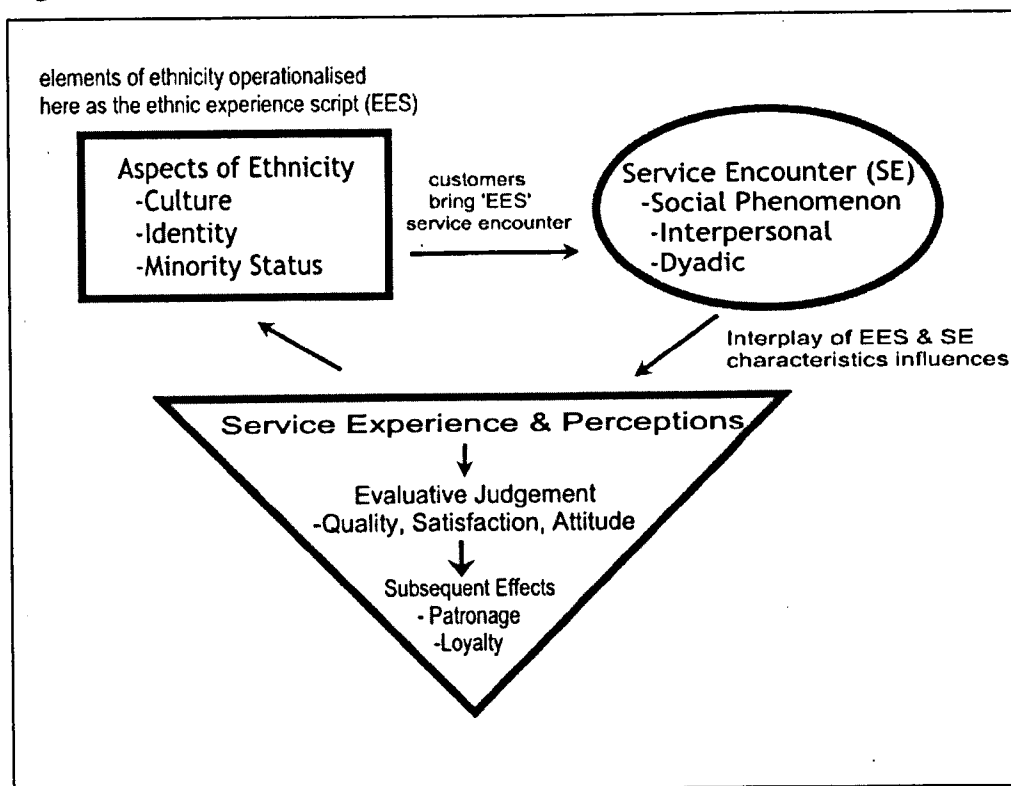 elements of ethnicity operationalised
here as the ethnic experience script (EES)
Aspects of Ethnicity
-Culture
-Identity
-Minority Status
customers
bring 'EES'
service encounter
Service Encounter (SE)
-Social Phenomenon
-Interpersonal
-Dyadic
Interplay of EES & SE
characteristics influences
Service Experience & Perceptions
Evaluative Judgement
-Quality, Satisfaction, Attitude
Subsequent Effects
- Patronage
-Loyalty